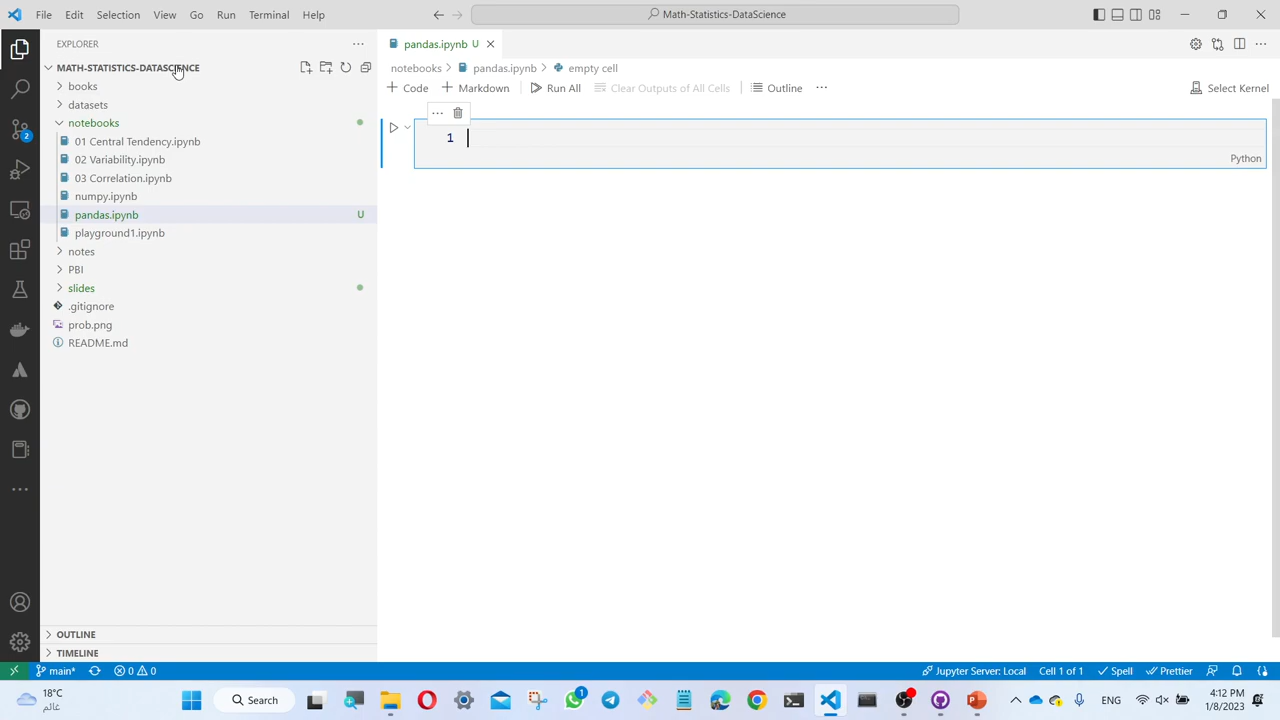 File Edit Selection View Go Run Terminal Help
Math-Statistics-DataScience
EXPLORER
MATH-STATISTICS-DATASCIENCE
books
datasets
notebooks
01 Central Tendency.ipynb
02 Variability.ipynb
03 Correlation.ipynb
numpy.ipynb
pandas.ipynb U
playground1.ipynb
notes
PBI
slides
.gitignore
prob.png
README.md
OUTLINE
TIMELINE
pandas.ipynb U
notebooks > pandas.ipynb > empty cell
+ Code + Markdown Run All Clear Outputs of All Cells Outline ... Select Kernel
1
Python
2
main* 0 0 Jupyter Server: Local Cell 1 of 1 Spell Prettier
18°C
غائم
Search
1
ENG
4:12 PM
1/8/2023